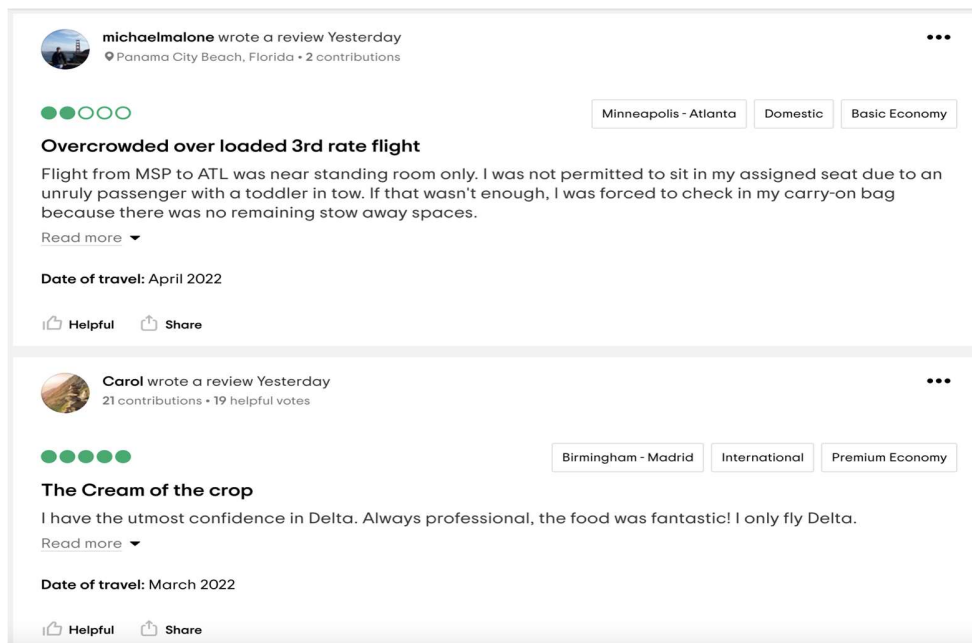 michaelmalone wrote a review Yesterday
Panama City Beach, Florida • 2 contributions
Minneapolis - Atlanta
Domestic
Basic Economy
Overcrowded over loaded 3rd rate flight
Flight from MSP to ATL was near standing room only. I was not permitted to sit in my assigned seat due to an
unruly passenger with a toddler in tow. If that wasn't enough, I was forced to check in my carry-on bag
because there was no remaining stow away spaces.
Read more
Date of travel: April 2022
Helpful
Share
Carol wrote a review Yesterday
21 contributions • 19 helpful votes
Birmingham - Madrid
International
Premium Economy
The Cream of the crop
I have the utmost confidence in Delta. Always professional, the food was fantastic! I only fly Delta.
Read more
Date of travel: March 2022
Helpful
Share